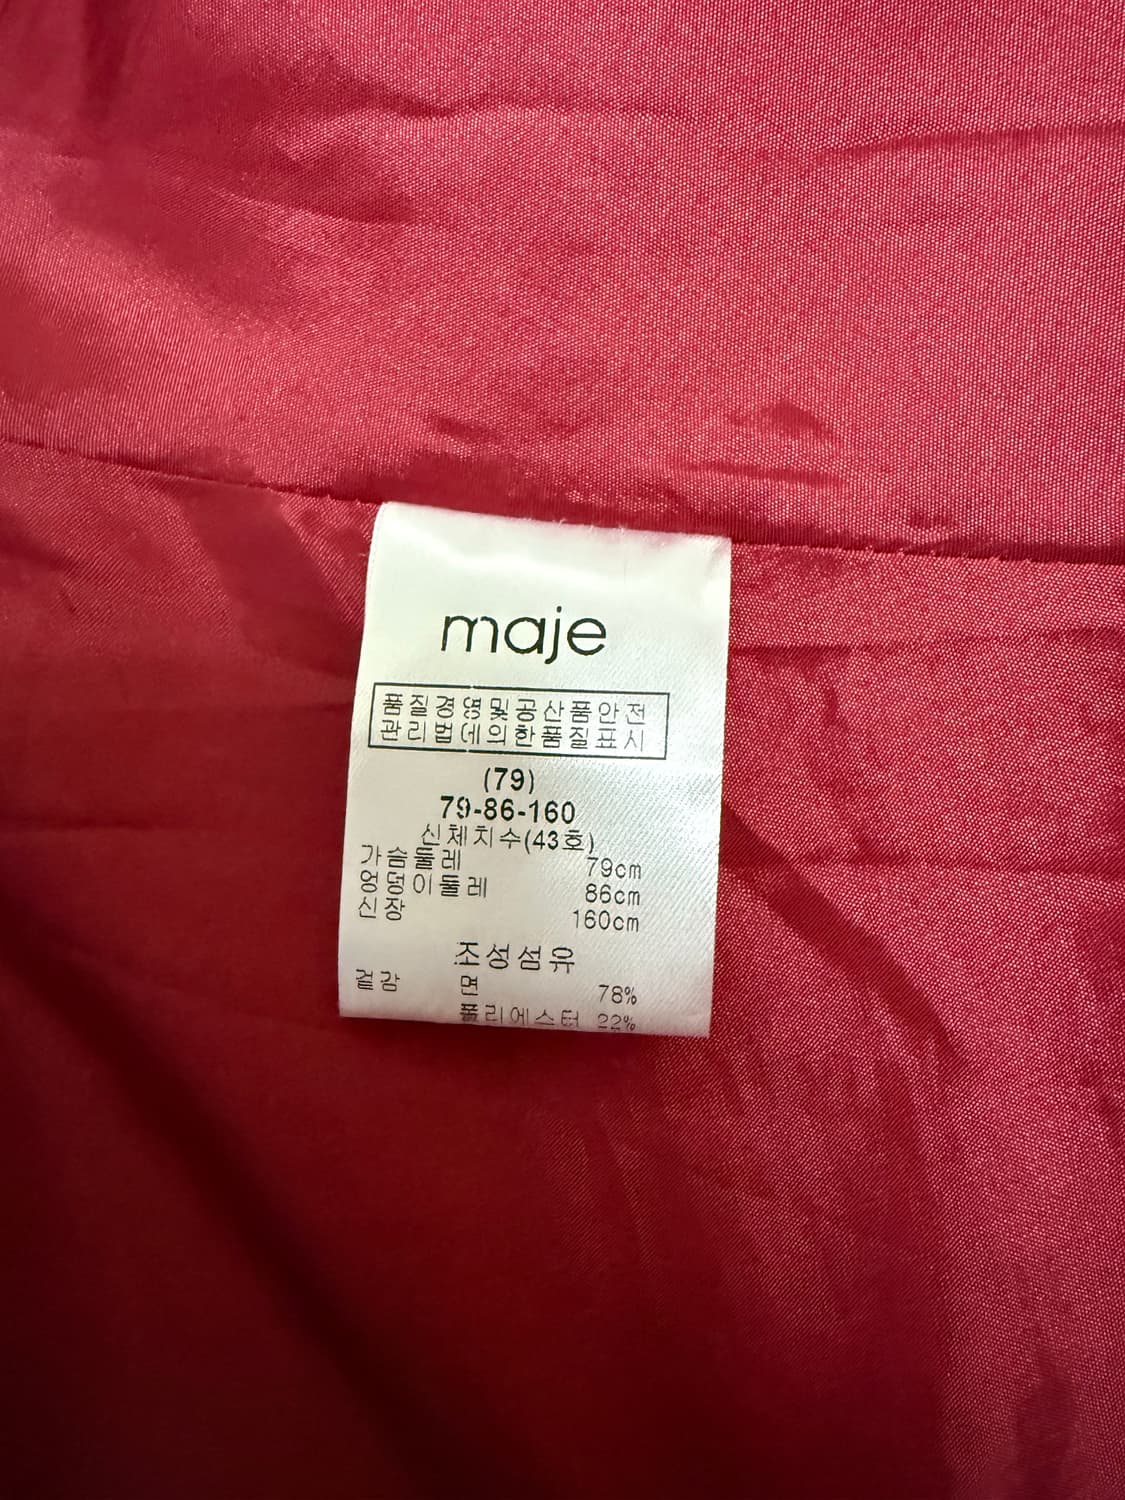 maje
품질경영및공산품안전
관리법에의한품질표시
(79)
79-86-160
신체치수(43호)
가슴둘레 79cm
엉덩이둘레 86cm
신장 160cm
조성섬유
겉감 면 78%
폴리에스터 22%